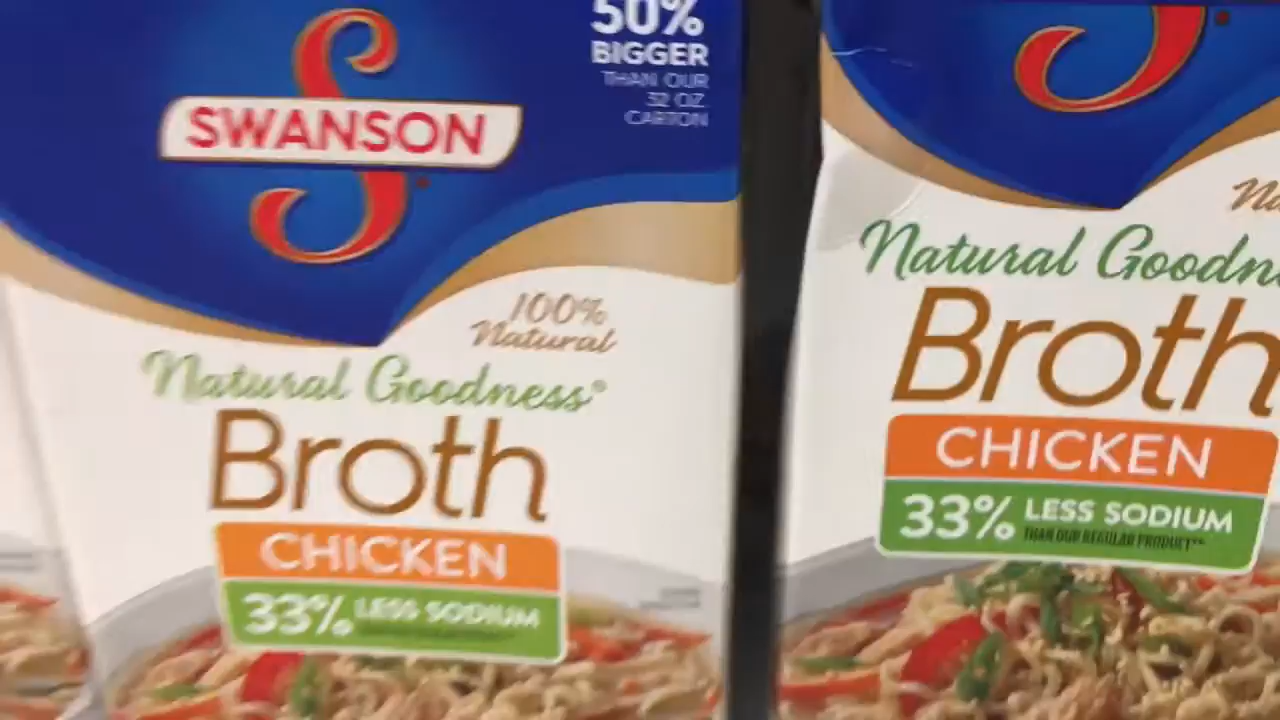 50%
BIGGER
THAN OUR
32 OZ.
CARTON
SWANSON
100%
Natural
Natural Goodness
Broth
CHICKEN
33% LESS SODIUM
Natural Goodn
Broth
CHICKEN
33% LESS SODIUM
THAN OUR REGULAR PRODUCT**